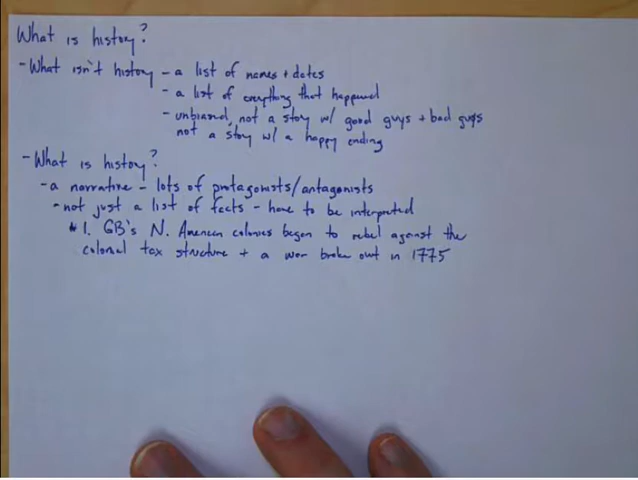 What is history?
- What isn't history - a list of names + dates
- a list of everything that happened
- unbiased, not a story w/ good guys + bad guys
not a story w/ a happy ending
- What is history?
- a narrative - lots of protagonists/antagonists
- not just a list of facts - have to be interpreted
* 1. GB's N. American colonies began to rebel against the
colonial tax structure + a war broke out in 1775